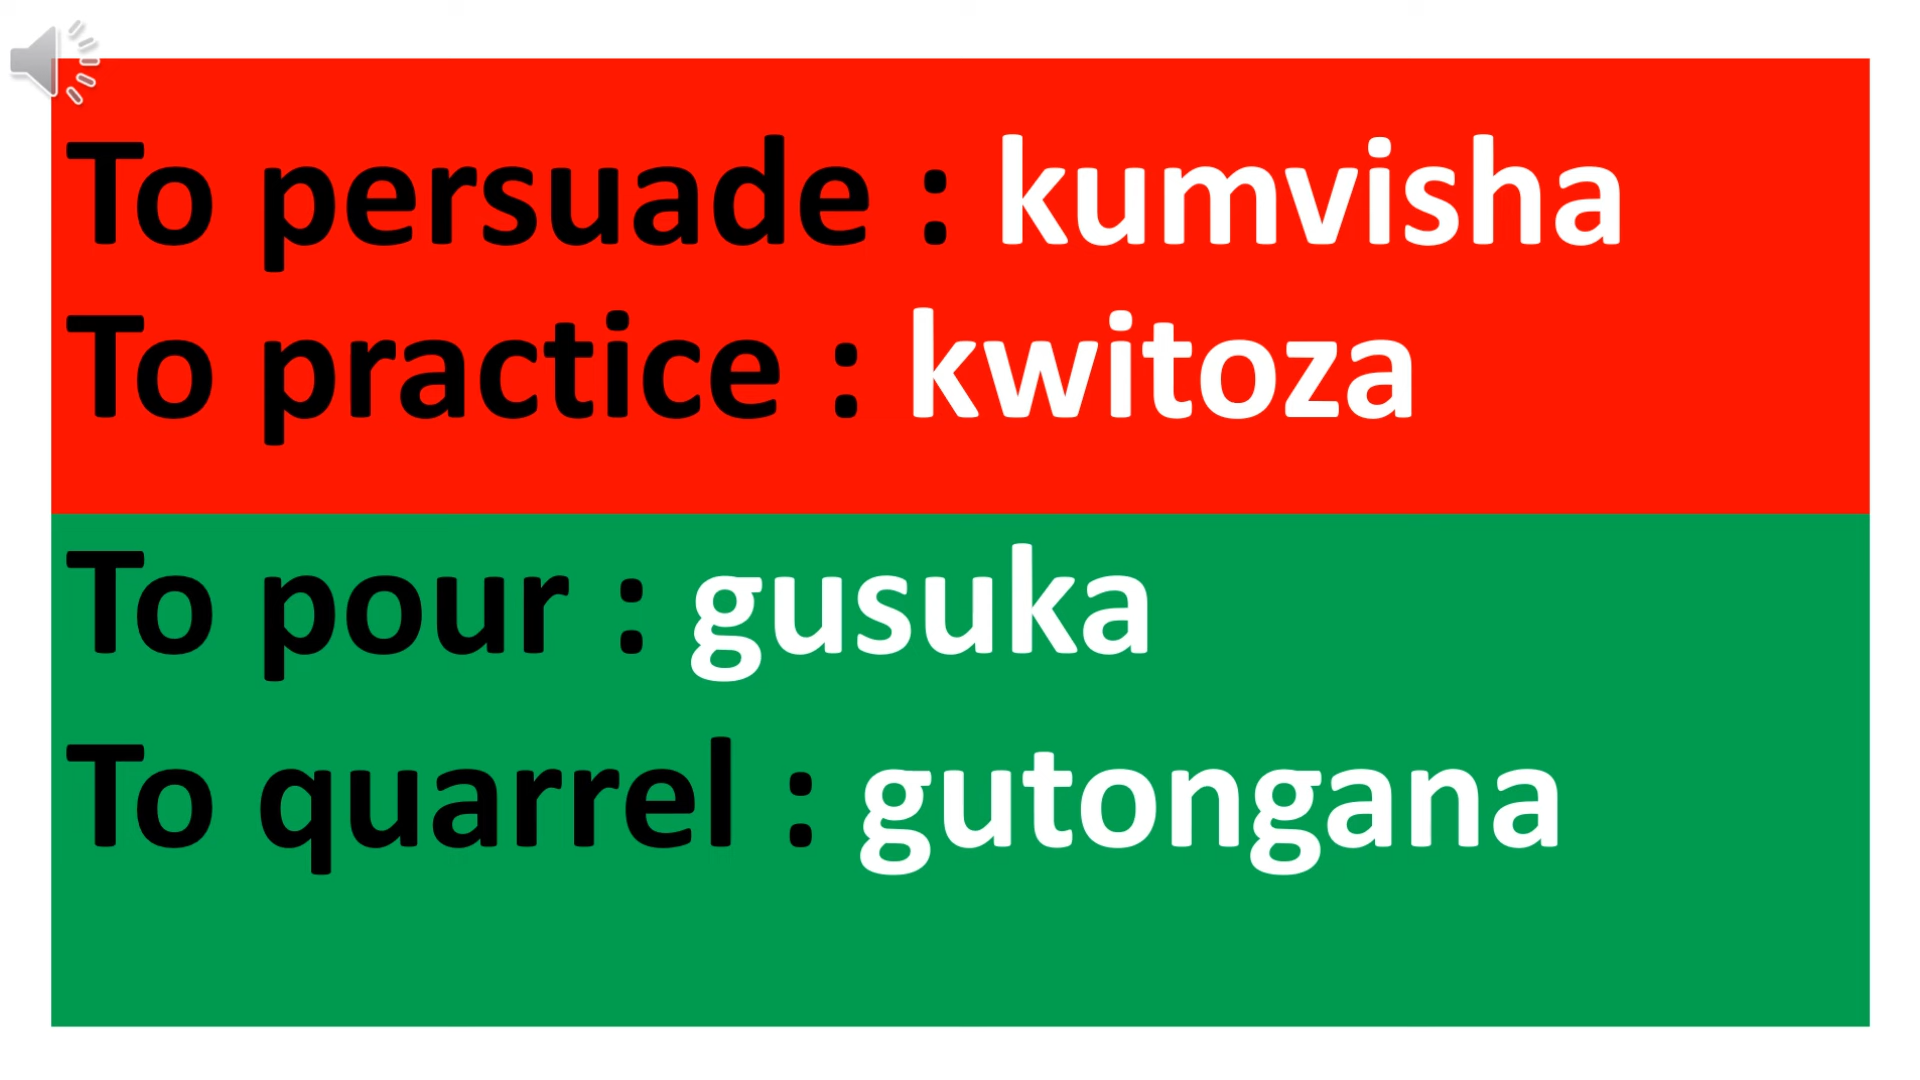 To persuade : kumvisha
To practice : kwitoza
To pour : gusuka
To quarrel : gutongana